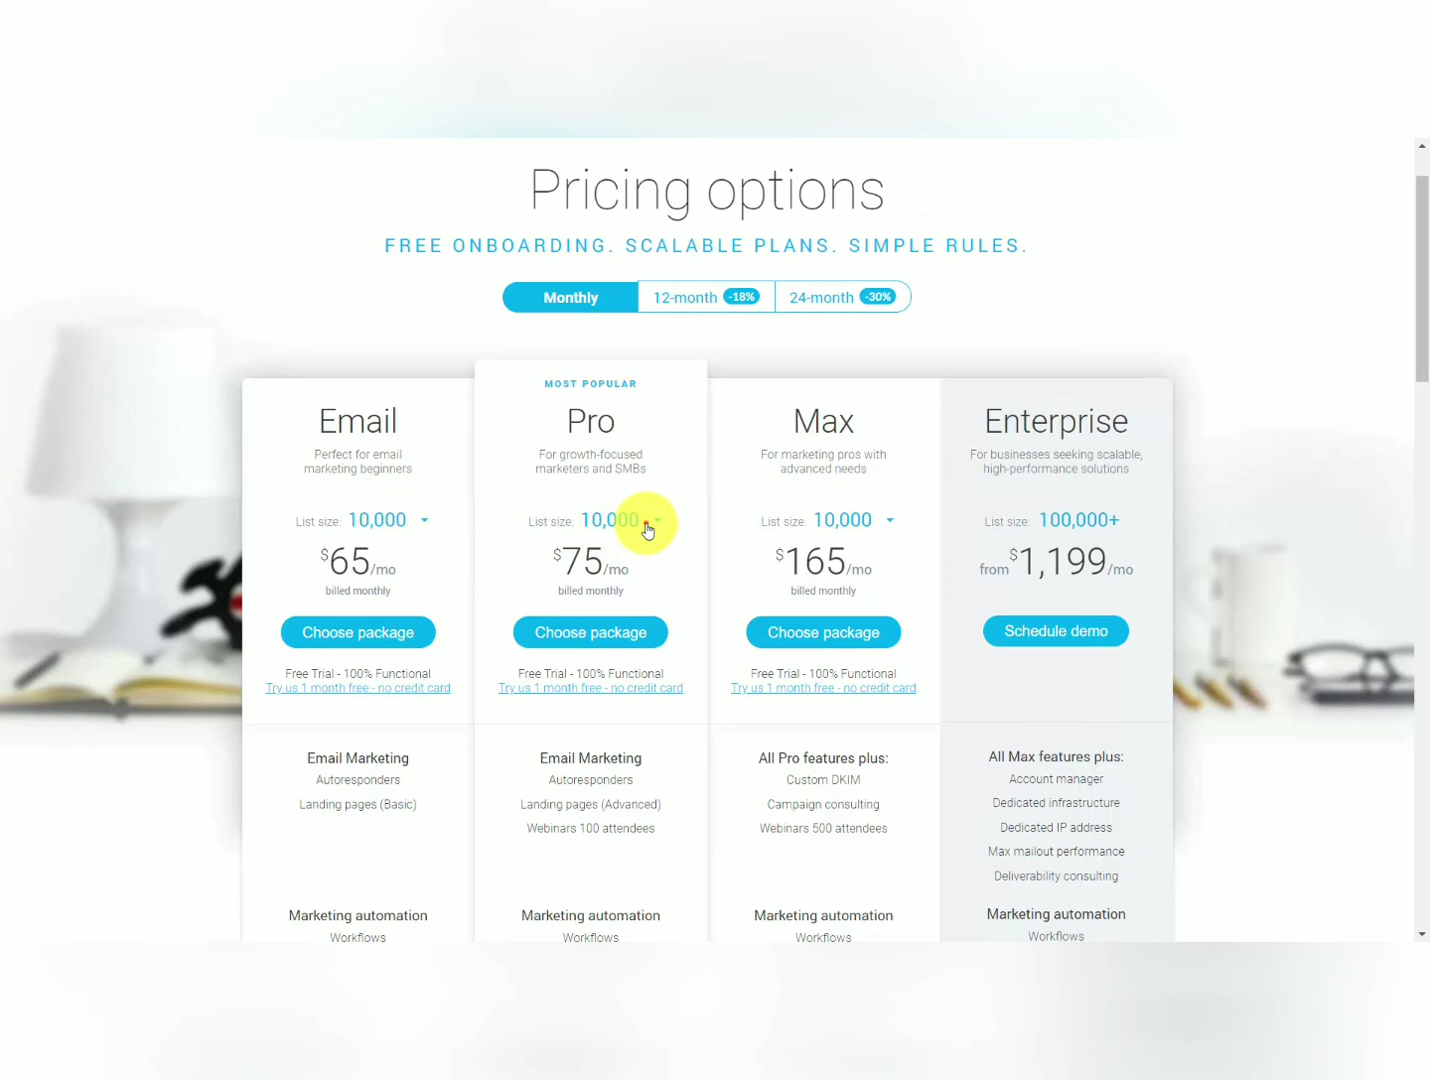 Pricing options
FREE ONBOARDING. SCALABLE PLANS. SIMPLE RULES.
Monthly
12-month -18%
24-month -30%
Email
Perfect for email
marketing beginners
List size: 10,000
$65/mo
billed monthly
Choose package
Free Trial - 100% Functional
Try us 1 month free - no credit card
Email Marketing
Autoresponders
Landing pages (Basic)
Marketing automation
Workflows
MOST POPULAR
Pro
For growth-focused
marketers and SMBs
List size: 10,000
$75/mo
billed monthly
Choose package
Free Trial - 100% Functional
Try us 1 month free - no credit card
Email Marketing
Autoresponders
Landing pages (Advanced)
Webinars 100 attendees
Marketing automation
Workflows
Max
For marketing pros with
advanced needs
List size: 10,000
$165/mo
billed monthly
Choose package
Free Trial - 100% Functional
Try us 1 month free - no credit card
All Pro features plus:
Custom DKIM
Campaign consulting
Webinars 500 attendees
Marketing automation
Workflows
Enterprise
For businesses seeking scalable,
high-performance solutions
List size: 100,000+
from $1,199/mo
Schedule demo
All Max features plus:
Account manager
Dedicated infrastructure
Dedicated IP address
Max mailout performance
Deliverability consulting
Marketing automation
Workflows